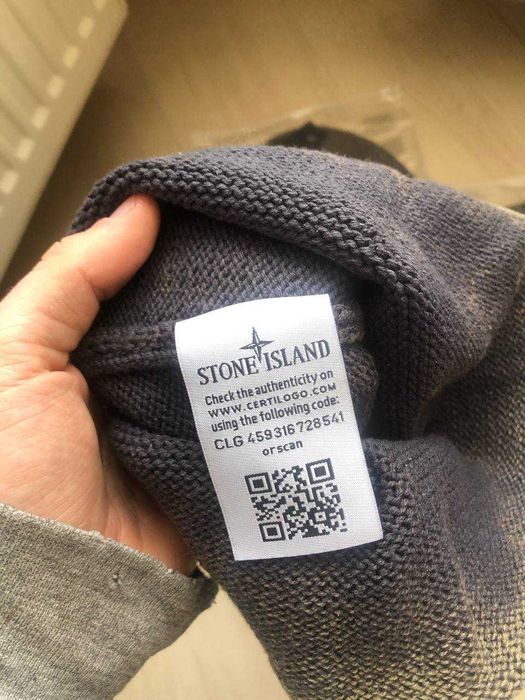 STONE ISLAND
Check the authenticity on
WWW.CERTILOGO.COM
using the following code:
CLG 459316728541
or scan